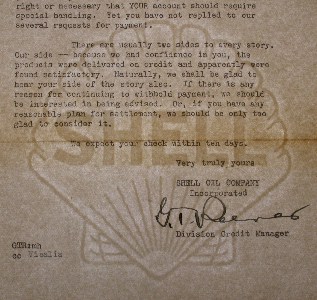 right or necessary that YOUR account should require
special handling. Yet you have not replied to our
several requests for payment.
There are usually two sides to every story.
Our side -- because we had confidence in you, the
products were delivered on credit and apparently were
found satisfactory. Naturally, we shall be glad to
hear your side of the story also. If there is any
reason for continuing to withhold payment, we should
be interested in being advised. Or, if you have any
reasonable plan for settlement, we should be only too
glad to consider it.
SHELL
We expect your check within ten days.
Very truly yours
SHELL OIL COMPANY
Incorporated
G.T. Reeves
Division Credit Manager
cc